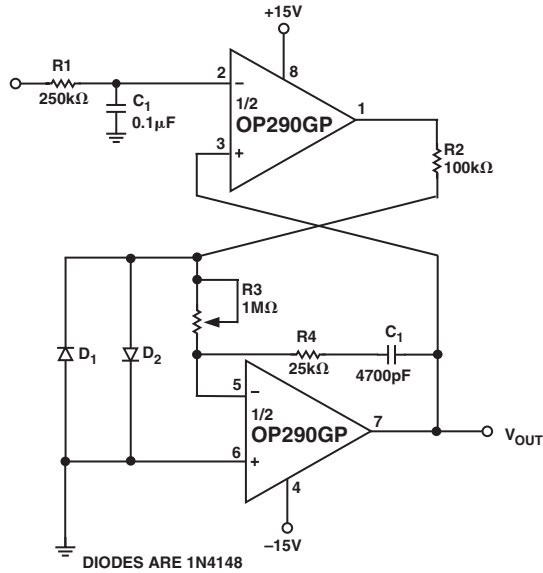 +15V
R1
250kΩ
C1
0.1µF
2
–
8
1/2
OP290GP
1
3
+
R2
100kΩ
R3
1MΩ
D1
D2
R4
25kΩ
C1
4700pF
5
–
1/2
OP290GP
7
6
+
VOUT
4
–15V
DIODES ARE 1N4148